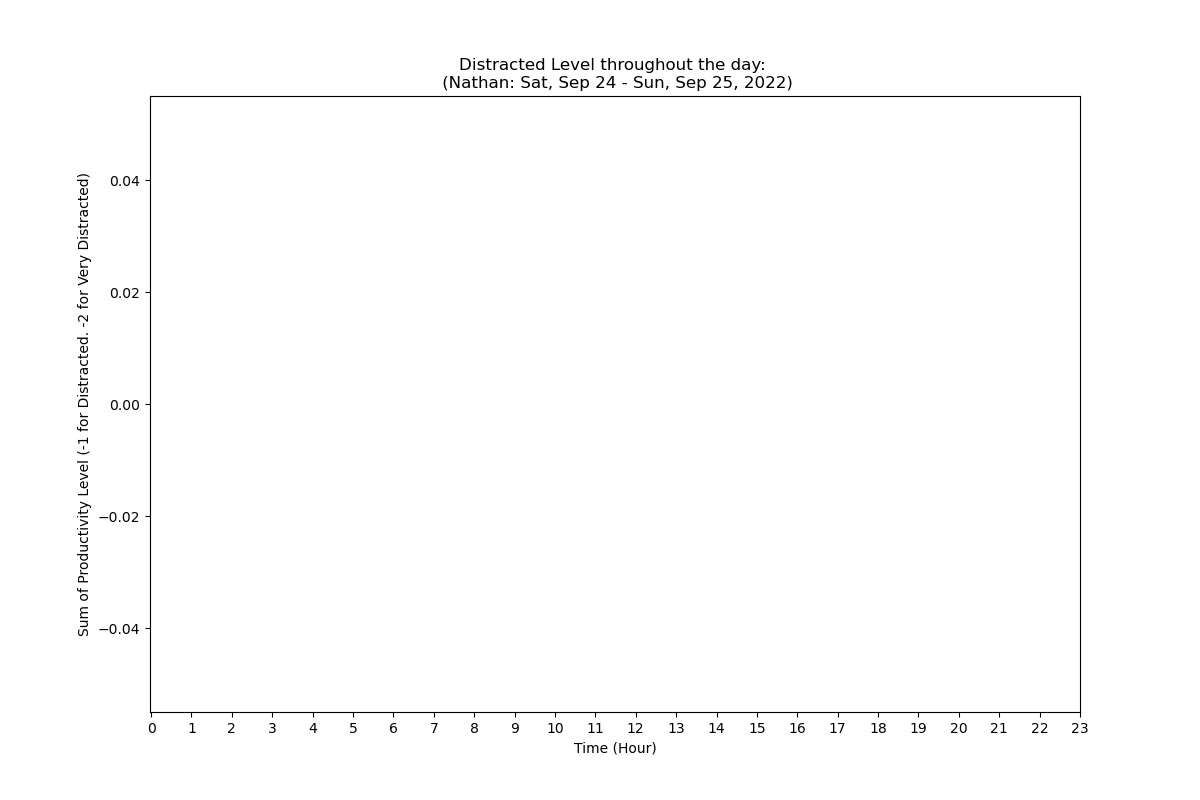 Distracted Level throughout the day:
(Nathan: Sat, Sep 24 - Sun, Sep 25, 2022)
Sum of Productivity Level (-1 for Distracted. -2 for Very Distracted)
0.04
0.02
0.00
−0.02
−0.04
0 1 2 3 4 5 6 7 8 9 10 11 12 13 14 15 16 17 18 19 20 21 22 23
Time (Hour)